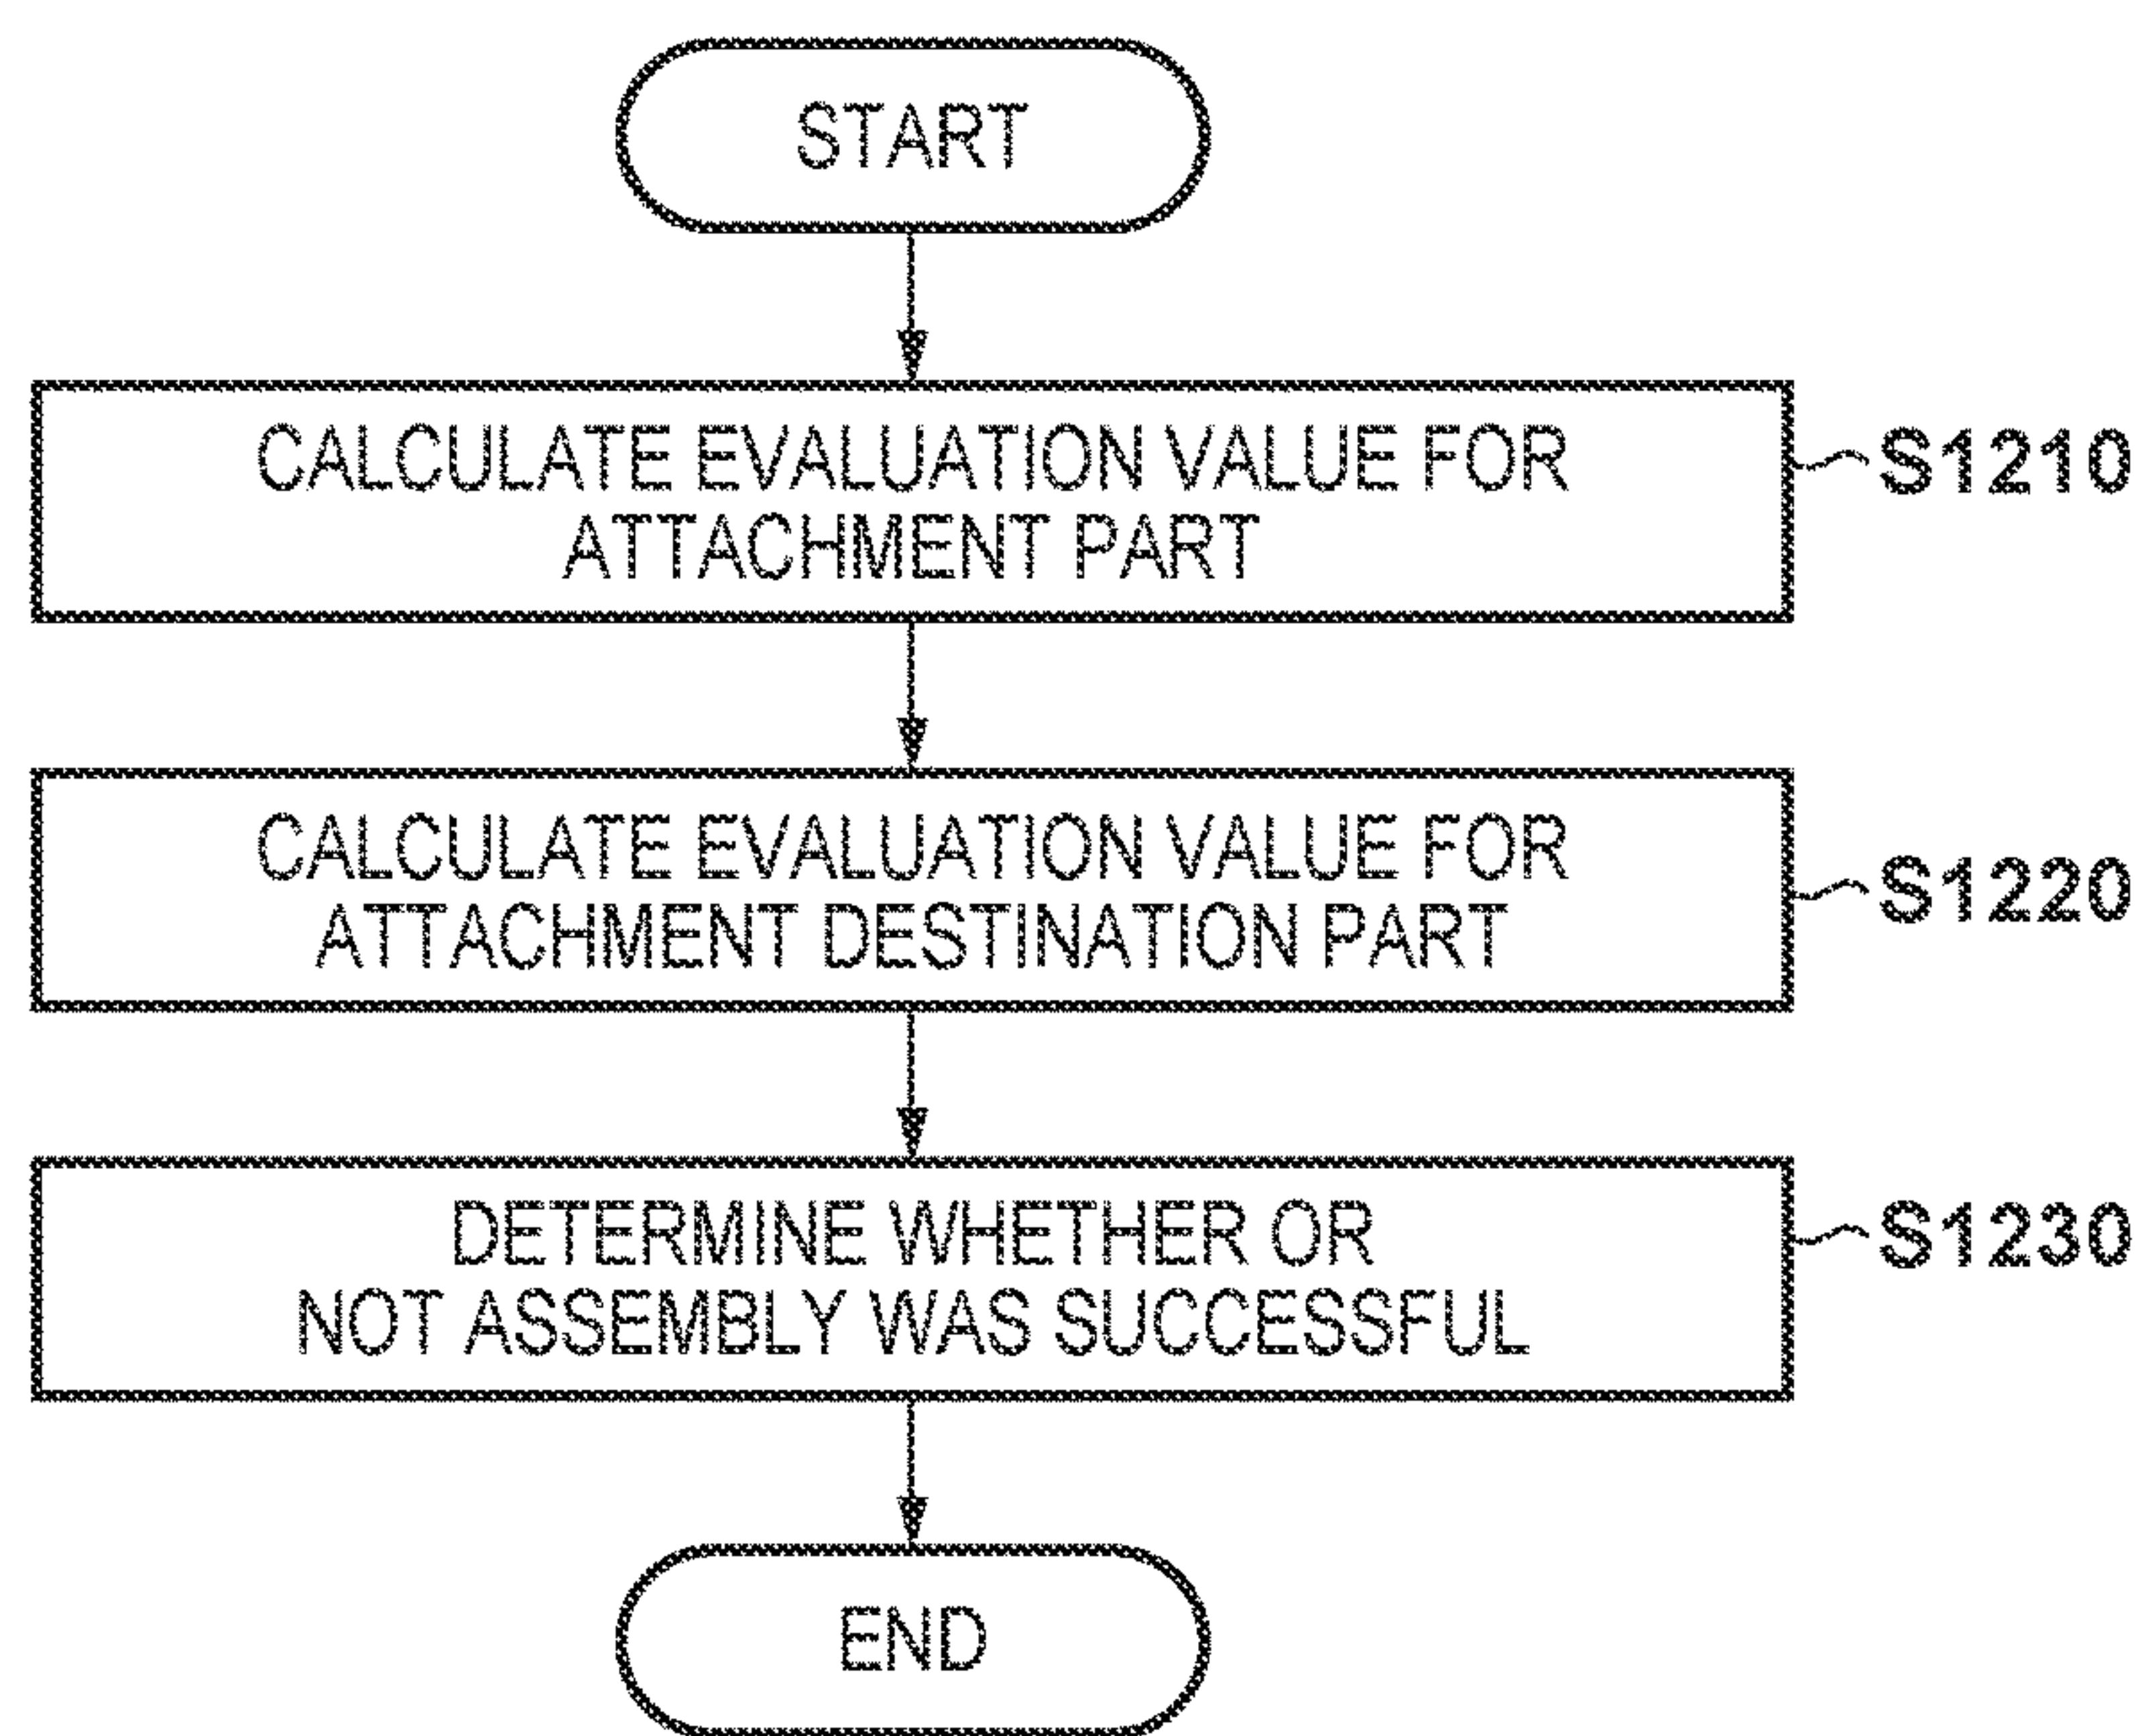 START
CALCULATE EVALUATION VALUE FOR
ATTACHMENT PART
S1210
CALCULATE EVALUATION VALUE FOR
ATTACHMENT DESTINATION PART
S1220
DETERMINE WHETHER OR
NOT ASSEMBLY WAS SUCCESSFUL
S1230
END